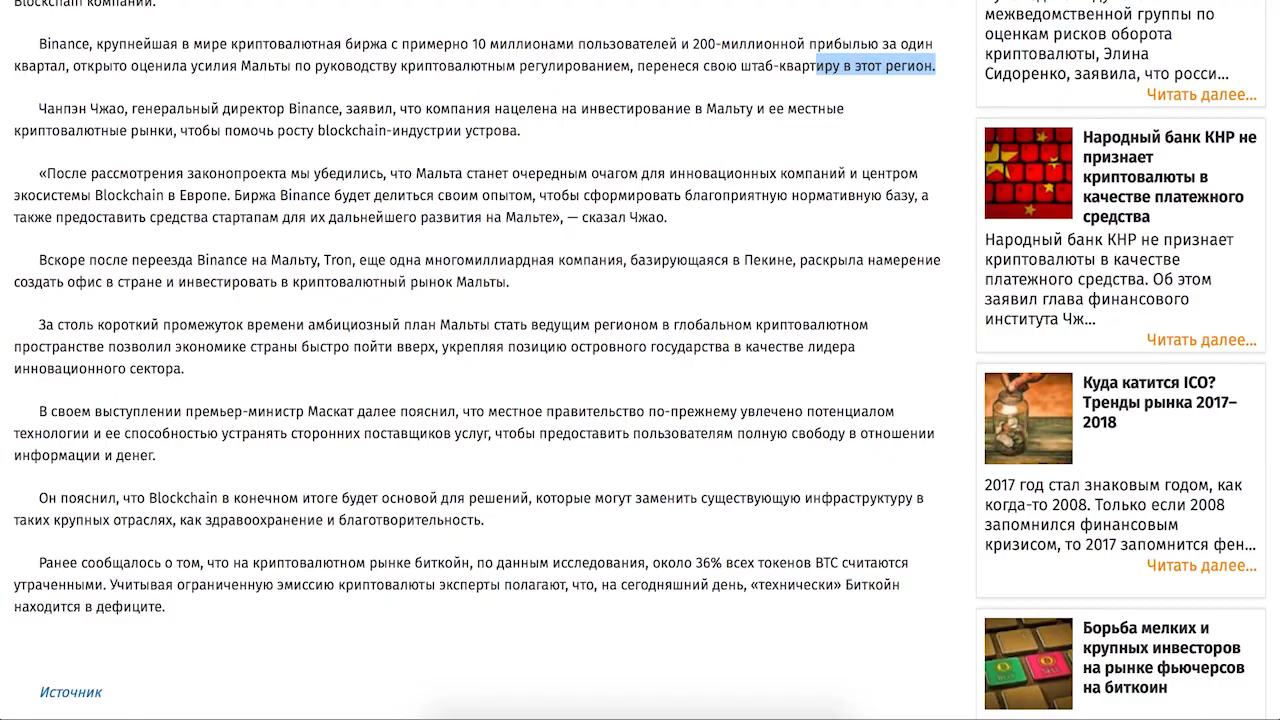 Blockchain компаний.
Binance, крупнейшая в мире криптовалютная биржа с примерно 10 миллионами пользователей и 200-миллионной прибылью за один
квартал, открыто оценила усилия Мальты по руководству криптовалютным регулированием, перенеся свою штаб-квартиру в этот регион.
Чанпэн Чжао, генеральный директор Binance, заявил, что компания нацелена на инвестирование в Мальту и ее местные
криптовалютные рынки, чтобы помочь росту blockchain-индустрии устрова.
«После рассмотрения законопроекта мы убедились, что Мальта станет очередным очагом для инновационных компаний и центром
экосистемы Blockchain в Европе. Биржа Binance будет делиться своим опытом, чтобы сформировать благоприятную нормативную базу, а
также предоставить средства стартапам для их дальнейшего развития на Мальте», — сказал Чжао.
Вскоре после переезда Binance на Мальту, Tron, еще одна многомиллиардная компания, базирующаяся в Пекине, раскрыла намерение
создать офис в стране и инвестировать в криптовалютный рынок Мальты.
За столь короткий промежуток времени амбициозный план Мальты стать ведущим регионом в глобальном криптовалютном
пространстве позволил экономике страны быстро пойти вверх, укрепляя позицию островного государства в качестве лидера
инновационного сектора.
В своем выступлении премьер-министр Маскат далее пояснил, что местное правительство по-прежнему увлечено потенциалом
технологии и ее способностью устранять сторонних поставщиков услуг, чтобы предоставить пользователям полную свободу в отношении
информации и денег.
Он пояснил, что Blockchain в конечном итоге будет основой для решений, которые могут заменить существующую инфраструктуру в
таких крупных отраслях, как здравоохранение и благотворительность.
Ранее сообщалось о том, что на криптовалютном рынке биткойн, по данным исследования, около 36% всех токенов BTC считаются
утраченными. Учитывая ограниченную эмиссию криптовалюты эксперты полагают, что, на сегодняшний день, «технически» Биткойн
находится в дефиците.
Источник
межведомственной группы по
оценкам рисков оборота
криптовалюты, Элина
Сидоренко, заявила, что росси...
Читать далее...
Народный банк КНР не
признает
криптовалюты в
качестве платежного
средства
Народный банк КНР не признает
криптовалюты в качестве
платежного средства. Об этом
заявил глава финансового
института Чж...
Читать далее...
Куда катится ICO?
Тренды рынка 2017–
2018
2017 год стал знаковым годом, как
когда-то 2008. Только если 2008
запомнился финансовым
кризисом, то 2017 запомнится фен...
Читать далее...
Борьба мелких и
крупных инвесторов
на рынке фьючерсов
на биткоин